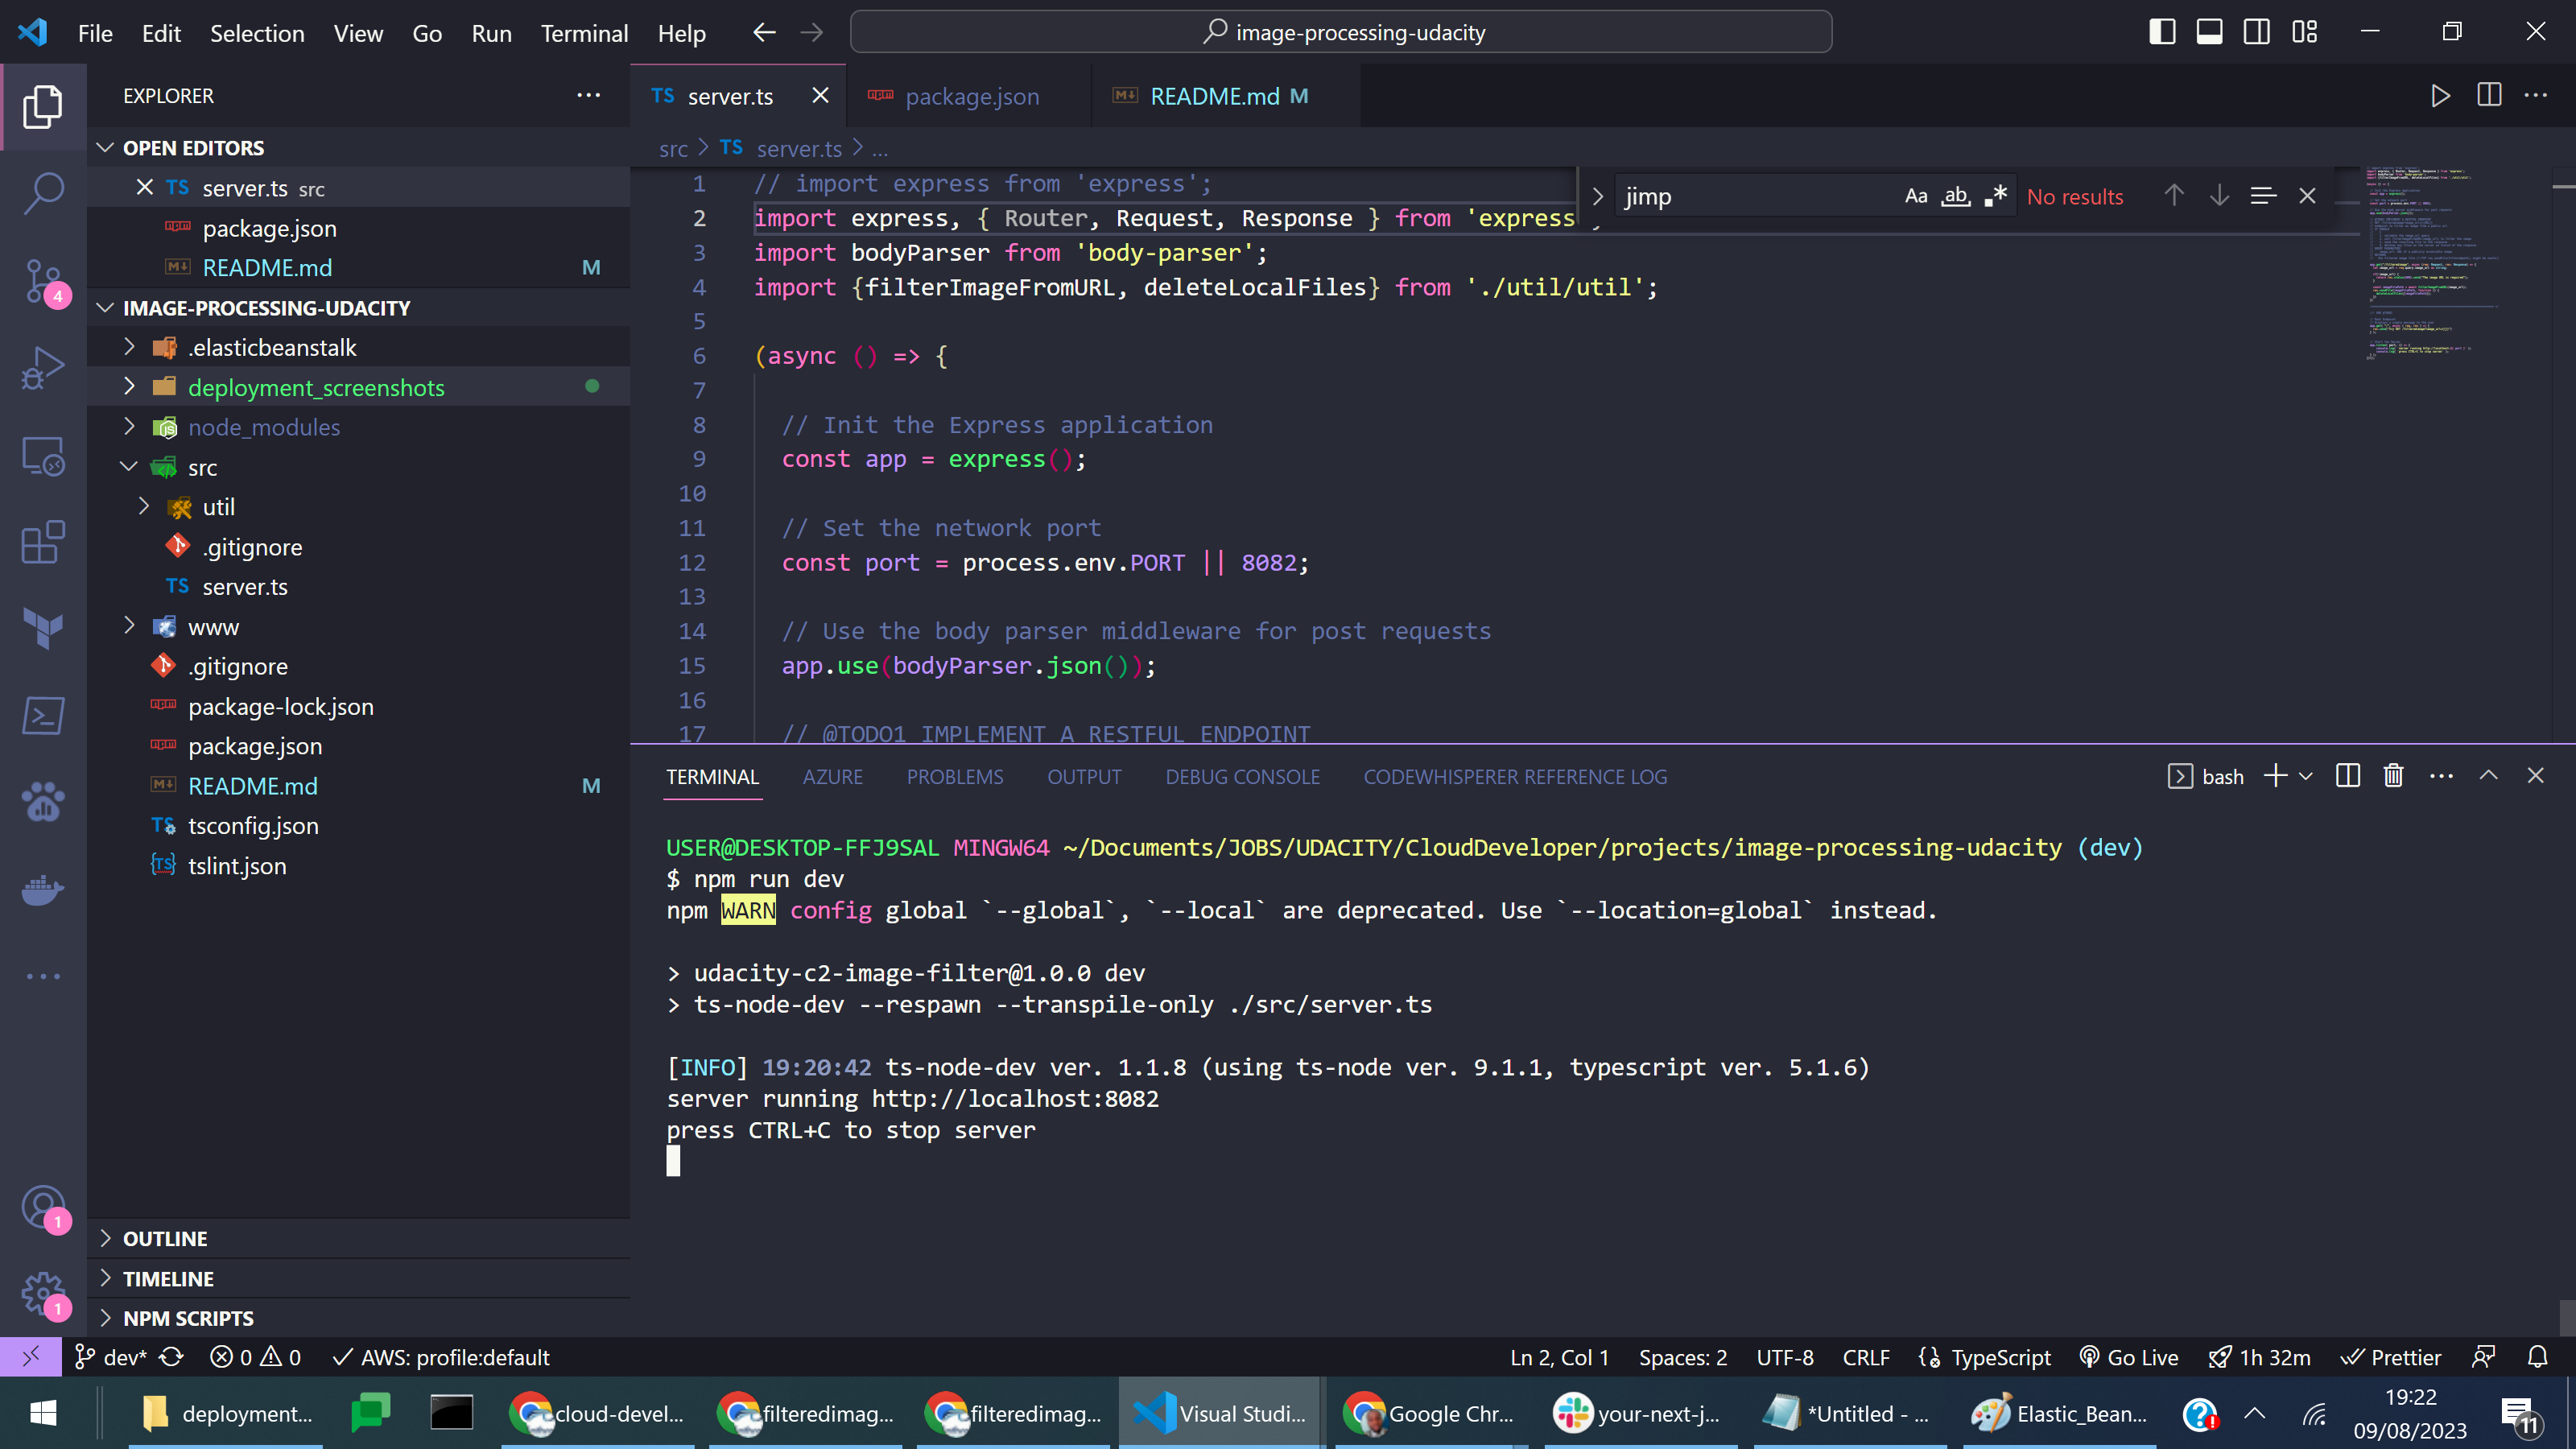 File Edit Selection View Go Run Terminal Help
image-processing-udacity
EXPLORER
OPEN EDITORS
TS server.ts src
package.json
README.md M
IMAGE-PROCESSING-UDACITY
.elasticbeanstalk
deployment_screenshots
node_modules
src
util
.gitignore
TS server.ts
www
.gitignore
package-lock.json
package.json
README.md M
tsconfig.json
tslint.json
OUTLINE
TIMELINE
NPM SCRIPTS
4
1
1
TS server.ts
package.json
README.md M
src > TS server.ts > ...
jimp
Aa ab .*
No results
1 // import express from 'express';
2 import express, { Router, Request, Response } from 'express
3 import bodyParser from 'body-parser';
4 import {filterImageFromURL, deleteLocalFiles} from './util/util';
5
6 (async () => {
7
8 // Init the Express application
9 const app = express();
10
11 // Set the network port
12 const port = process.env.PORT || 8082;
13
14 // Use the body parser middleware for post requests
15 app.use(bodyParser.json());
16
17 // @TODO1 IMPLEMENT A RESTFUL ENDPOINT
TERMINAL AZURE PROBLEMS OUTPUT DEBUG CONSOLE CODEWHISPERER REFERENCE LOG
bash
USER@DESKTOP-FFJ9SAL MINGW64 ~/Documents/JOBS/UDACITY/CloudDeveloper/projects/image-processing-udacity (dev)
$ npm run dev
npm WARN config global `--global`, `--local` are deprecated. Use `--location=global` instead.
> udacity-c2-image-filter@1.0.0 dev
> ts-node-dev --respawn --transpile-only ./src/server.ts
[INFO] 19:20:42 ts-node-dev ver. 1.1.8 (using ts-node ver. 9.1.1, typescript ver. 5.1.6)
server running http://localhost:8082
press CTRL+C to stop server
dev* 0 0 AWS: profile:default
Ln 2, Col 1 Spaces: 2 UTF-8 CRLF TypeScript Go Live 1h 32m Prettier
deployment...
cloud-devel...
filteredimag...
filteredimag...
Visual Studi...
Google Chr...
your-next-j...
*Untitled - ...
Elastic_Bean...
19:22
09/08/2023
11